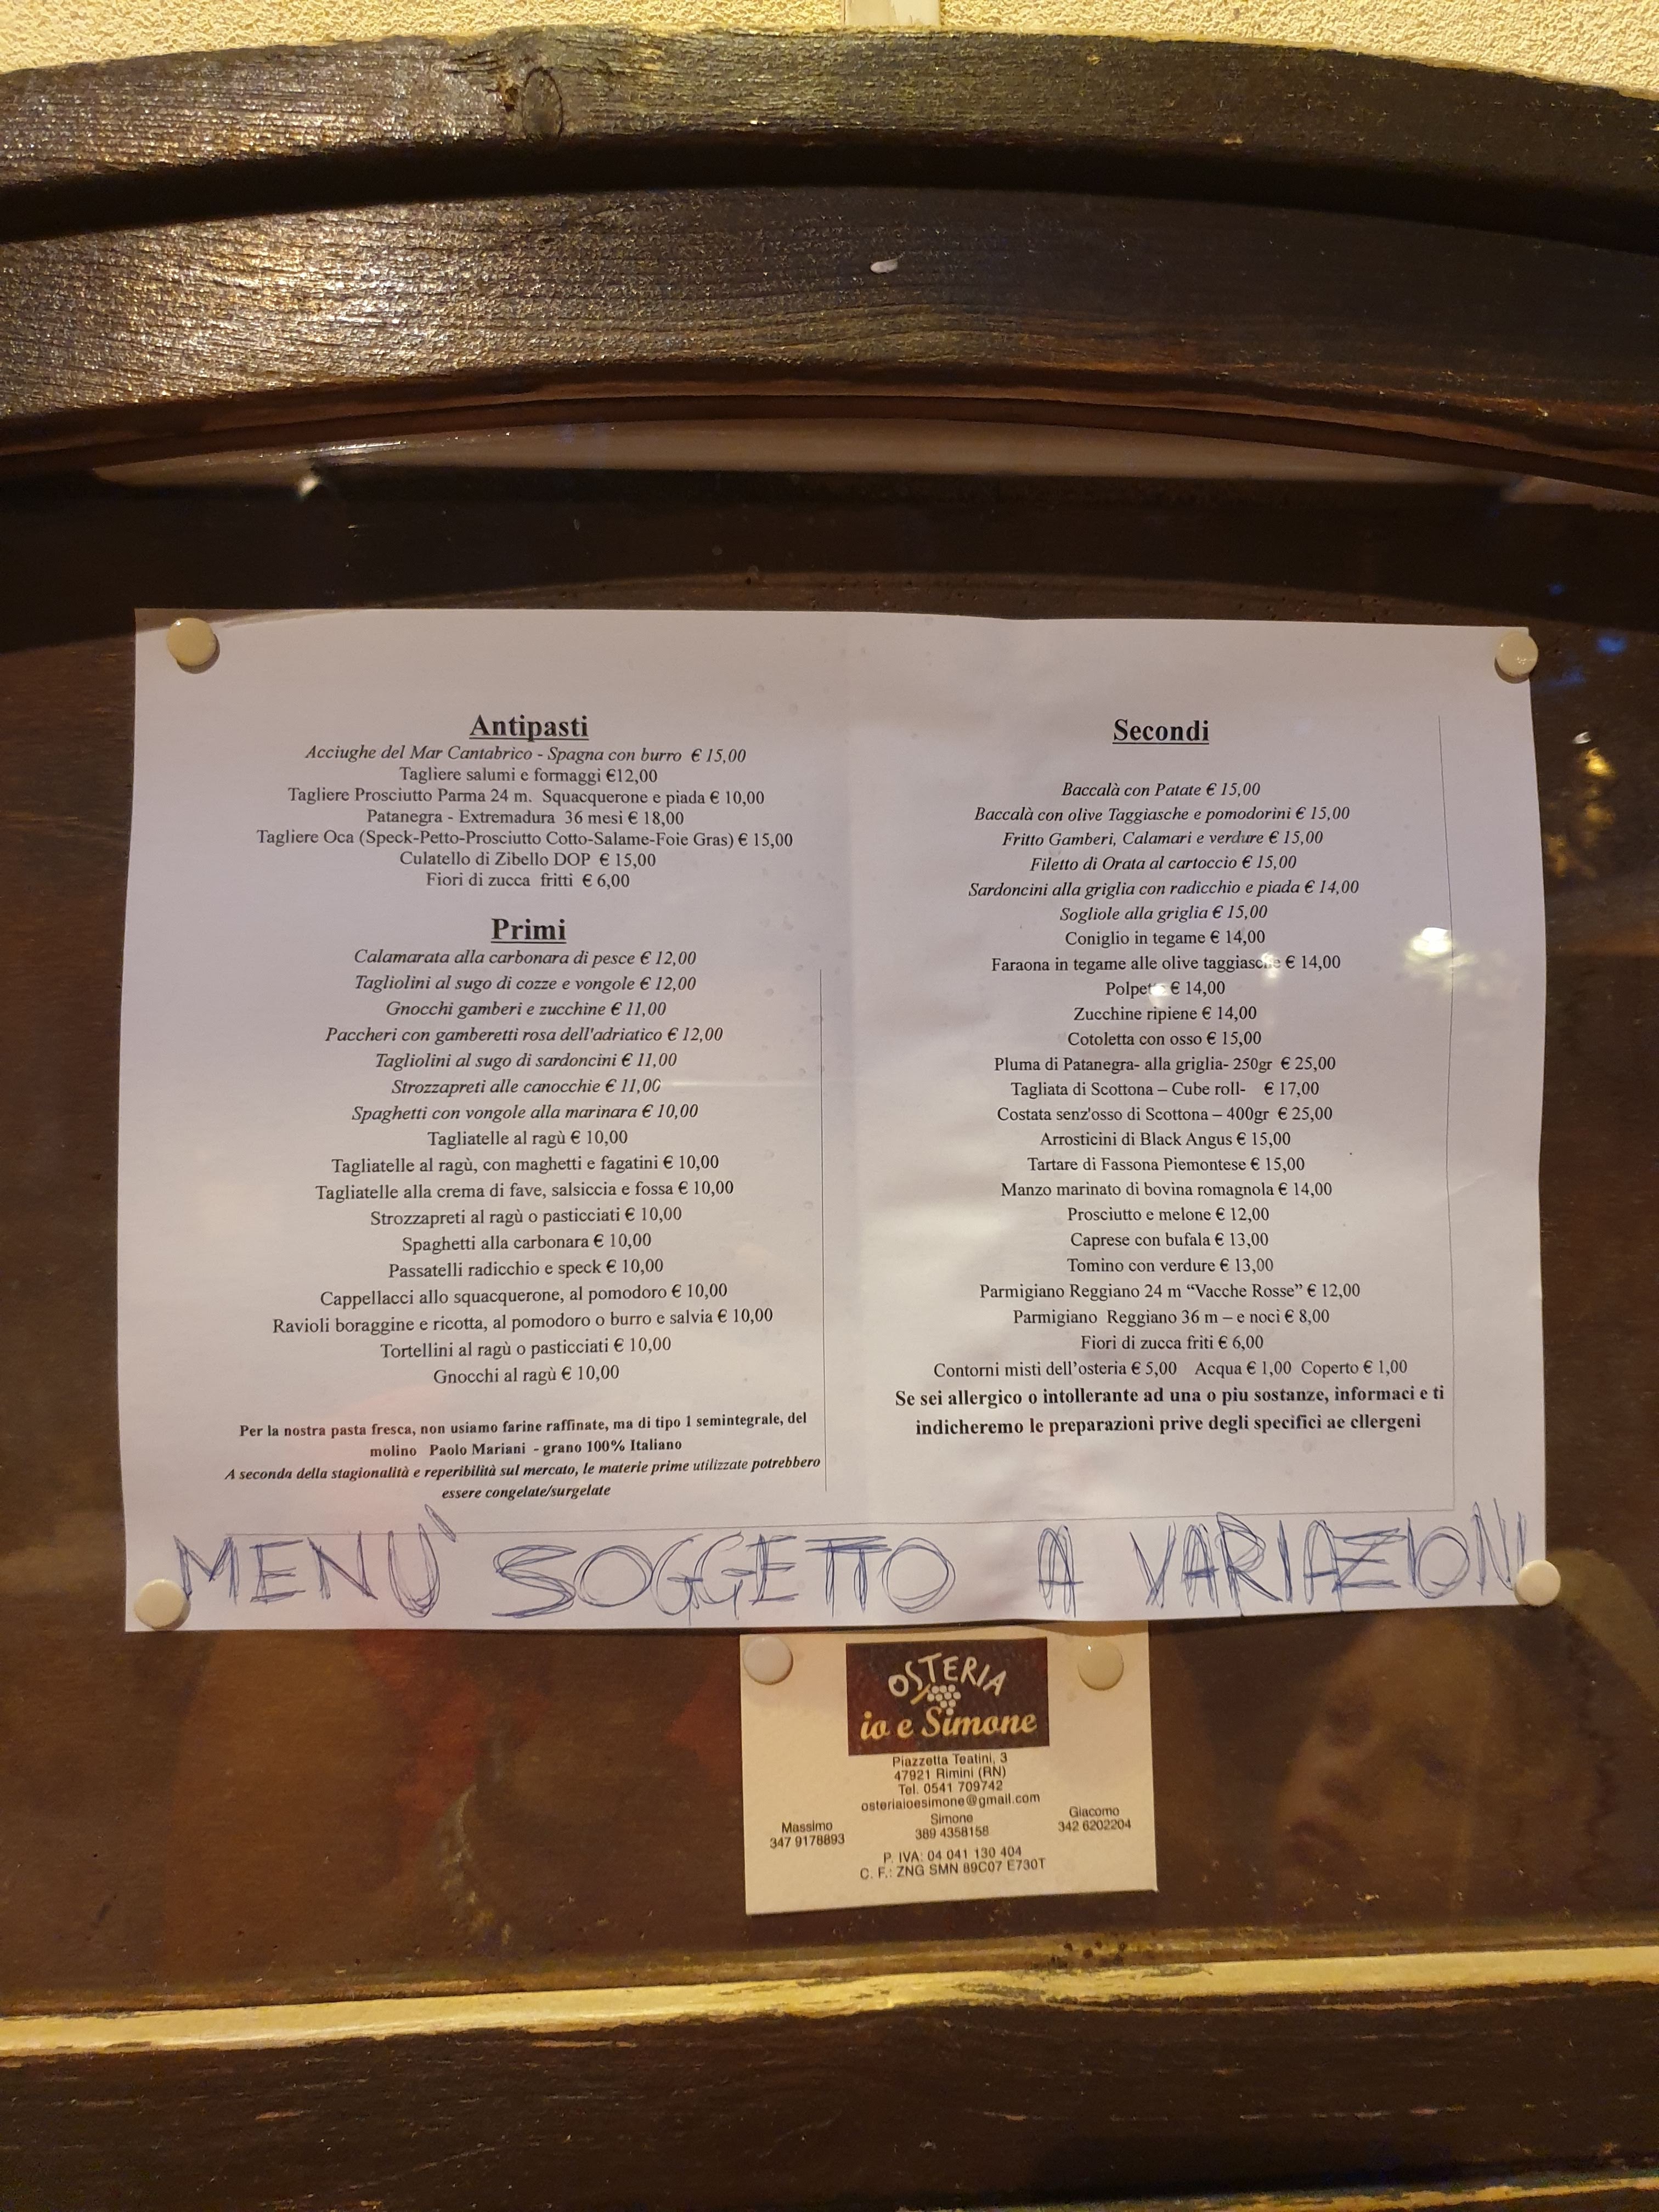 Antipasti
Acciughe del Mar Cantabrico - Spagna con burro € 15,00
Tagliere salumi e formaggi €12,00
Tagliere Prosciutto Parma 24 m. Squacquerone e piada € 10,00
Patanegra - Extremadura 36 mesi € 18,00
Tagliere Oca (Speck-Petto-Prosciutto Cotto-Salame-Foie Gras) € 15,00
Culatello di Zibello DOP € 15,00
Fiori di zucca fritti € 6,00
Primi
Calamarata alla carbonara di pesce € 12,00
Tagliolini al sugo di cozze e vongole € 12,00
Gnocchi gamberi e zucchine € 11,00
Paccheri con gamberetti rosa dell'adriatico € 12,00
Tagliolini al sugo di sardoncini € 11,00
Strozzapreti alle canocchie € 11,00
Spaghetti con vongole alla marinara € 10,00
Tagliatelle al ragù € 10,00
Tagliatelle al ragù, con maghetti e fagatini € 10,00
Tagliatelle alla crema di fave, salsiccia e fossa € 10,00
Strozzapreti al ragù o pasticciati € 10,00
Spaghetti alla carbonara € 10,00
Passatelli radicchio e speck € 10,00
Cappellacci allo squacquerone, al pomodoro € 10,00
Ravioli boraggine e ricotta, al pomodoro o burro e salvia € 10,00
Tortellini al ragù o pasticciati € 10,00
Gnocchi al ragù € 10,00
Per la nostra pasta fresca, non usiamo farine raffinate, ma di tipo 1 semintegrale, del
molino Paolo Mariani - grano 100% Italiano
A seconda della stagionalità e reperibilità sul mercato, le materie prime utilizzate potrebbero
essere congelate/surgelate
Secondi
Baccalà con Patate € 15,00
Baccalà con olive Taggiasche e pomodorini € 15,00
Fritto Gamberi, Calamari e verdure € 15,00
Filetto di Orata al cartoccio € 15,00
Sardoncini alla griglia con radicchio e piada € 14,00
Sogliole alla griglia € 15,00
Coniglio in tegame € 14,00
Faraona in tegame alle olive taggiasche € 14,00
€ 14,00
Zucchine ripiene € 14,00
Cotoletta con osso € 15,00
Pluma di Patanegra- alla griglia- 250gr € 25,00
Tagliata di Scottona – Cube roll- € 17,00
Costata senz'osso di Scottona – 400gr € 25,00
Arrosticini di Black Angus € 15,00
Tartare di Fassona Piemontese € 15,00
Manzo marinato di bovina romagnola € 14,00
Prosciutto e melone € 12,00
Caprese con bufala € 13,00
Tomino con verdure € 13,00
Parmigiano Reggiano 24 m “Vacche Rosse” € 12,00
Parmigiano Reggiano 36 m – e noci € 8,00
Fiori di zucca friti € 6,00
Contorni misti dell’osteria € 5,00 Acqua € 1,00 Coperto € 1,00
Se sei allergico o intollerante ad una o piu sostanze, informaci e ti
indicheremo le preparazioni prive degli specifici ae cllergeni
MENÙ SOGGETTO A VARIAZIONI
OSTERIA
io e Simone
Piazzetta Teatini, 3
47921 Rimini (RN)
Tel. 0541 709742
osteriaioesimone@gmail.com
Massimo
347 9178893
Simone
389 4358158
Giacomo
342 6202204
P. IVA: 04 041 130 404
C. F.: ZNG SMN 89C07 E730T